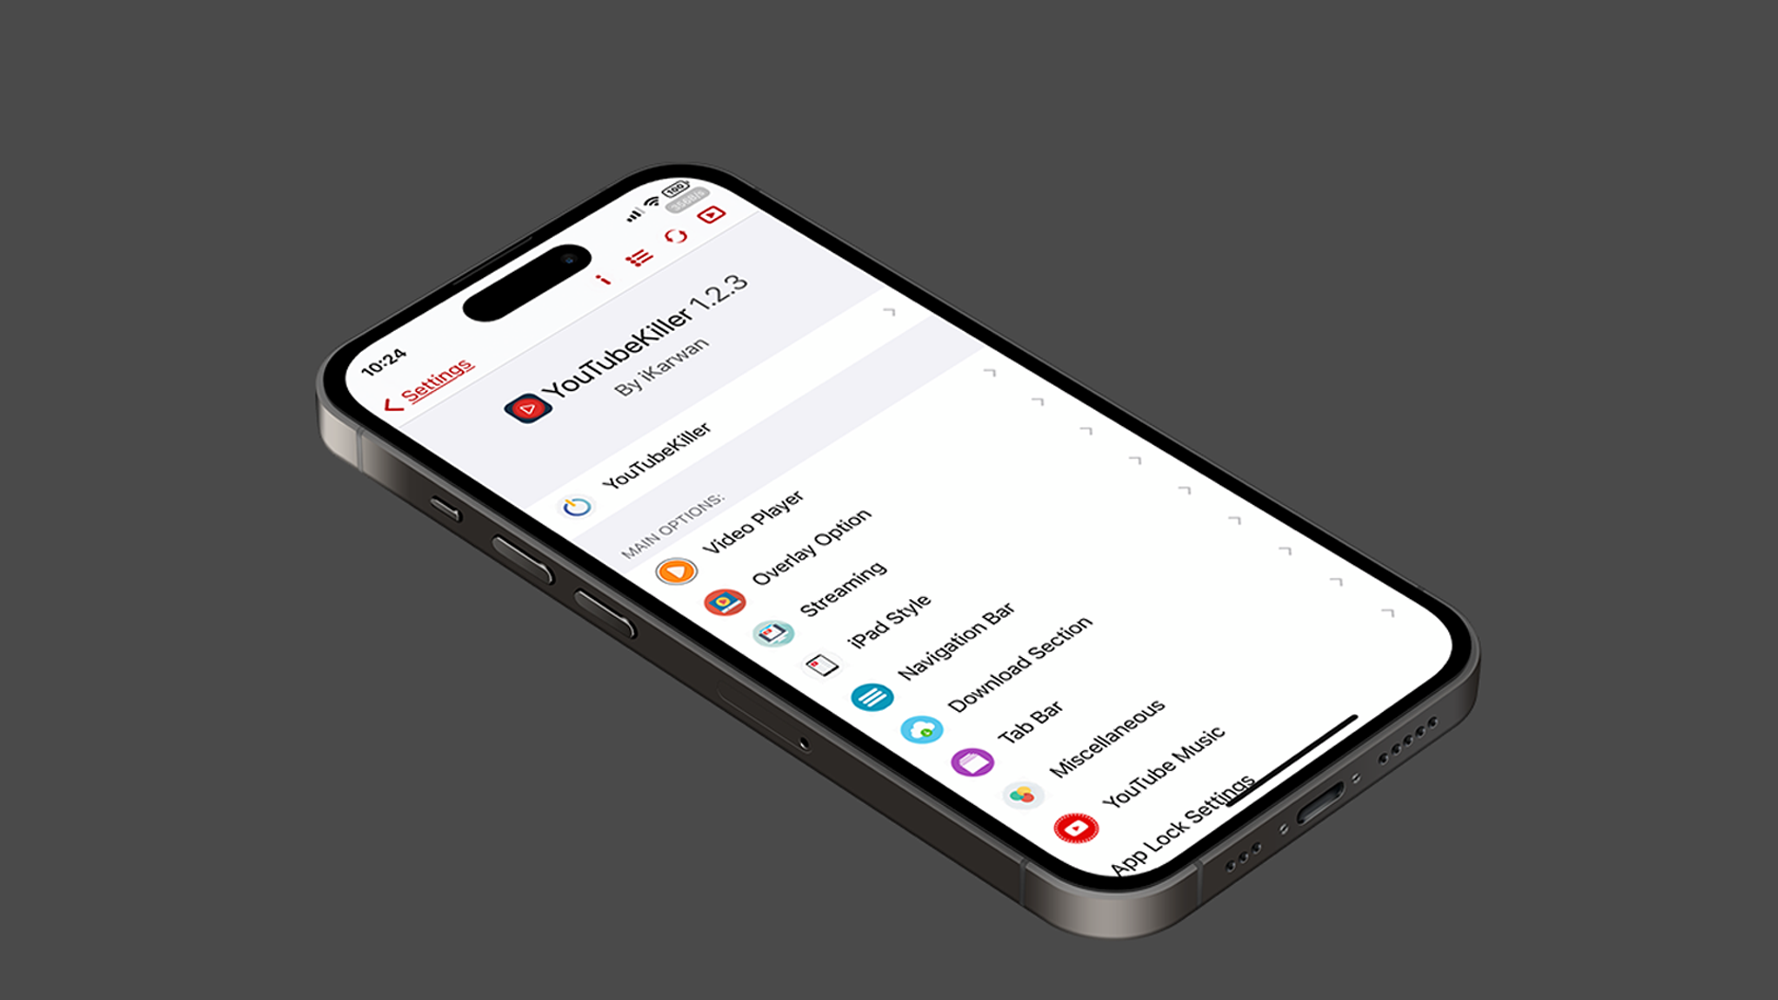 10:24
100
356B/s
Settings
YouTubeKiller 1.2.3
By iKarwan
YouTubeKiller
MAIN OPTIONS:
Video Player
Overlay Option
Streaming
iPad Style
Navigation Bar
Download Section
Tab Bar
Miscellaneous
YouTube Music
App Lock Settings